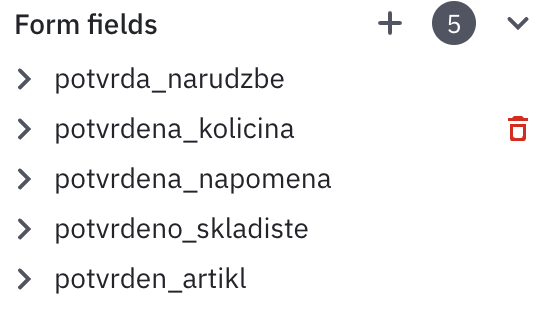 Form fields 5
potvrda_narudzbe
potvrdena_kolicina
potvrdena_napomena
potvrdeno_skladiste
potvrden_artikl